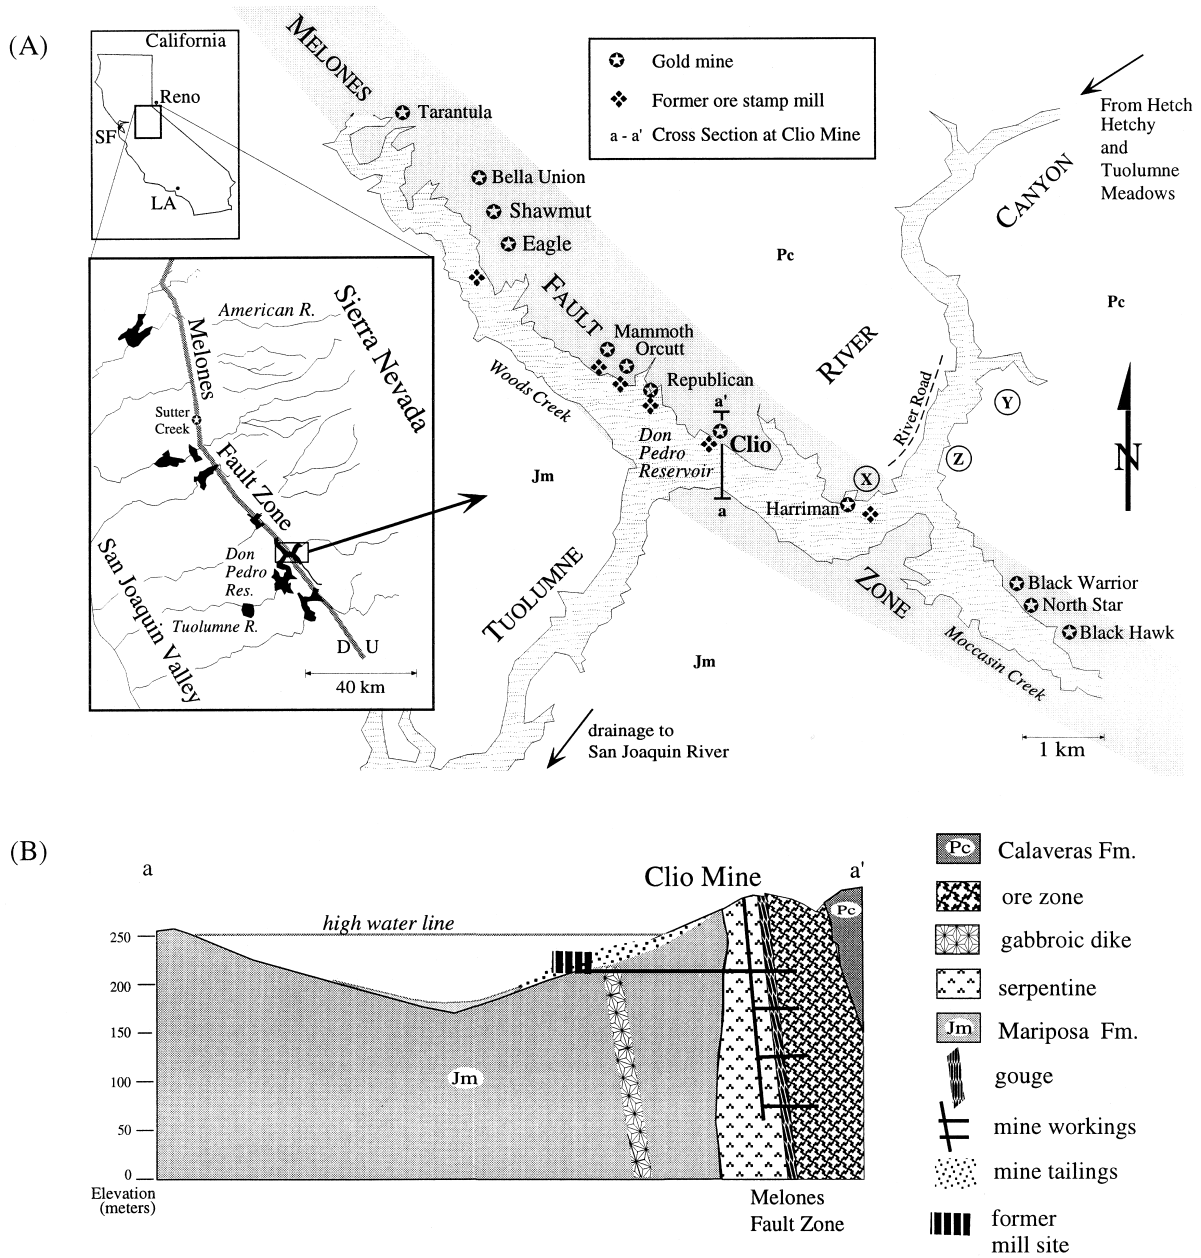 (A)
California
Reno
SF
LA
MELONES
FAULT
ZONE
Tarantula
Bella Union
Shawmut
Eagle
Mammoth
Orcutt
Republican
a'
Clio
a
Harriman
Black Warrior
North Star
Black Hawk
Woods Creek
Don
Pedro
Reservoir
Moccasin Creek
TUOLUMNE
RIVER
CANYON
River Road
X
Y
Z
Pc
Pc
Jm
Jm
Gold mine
Former ore stamp mill
a - a' Cross Section at Clio Mine
From Hetch
Hetchy
and
Tuolumne
Meadows
N
drainage to
San Joaquin River
1 km
American R.
Sierra Nevada
Melones
Fault Zone
Sutter
Creek
Don
Pedro
Res.
Tuolumne R.
San Joaquin Valley
D U
40 km
(B)
a
a'
Clio Mine
high water line
250
200
150
100
50
0
Elevation
(meters)
Jm
Pc
Melones
Fault Zone
Pc Calaveras Fm.
ore zone
gabbroic dike
serpentine
Jm Mariposa Fm.
gouge
mine workings
mine tailings
former
mill site